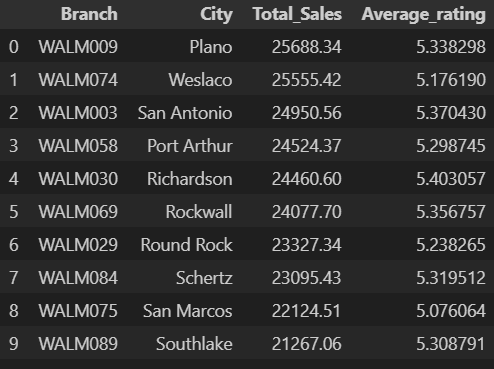 Branch City Total_Sales Average_rating
0 WALM009 Plano 25688.34 5.338298
1 WALM074 Weslaco 25555.42 5.176190
2 WALM003 San Antonio 24950.56 5.370430
3 WALM058 Port Arthur 24524.37 5.298745
4 WALM030 Richardson 24460.60 5.403057
5 WALM069 Rockwall 24077.70 5.356757
6 WALM029 Round Rock 23327.34 5.238265
7 WALM084 Schertz 23095.43 5.319512
8 WALM075 San Marcos 22124.51 5.076064
9 WALM089 Southlake 21267.06 5.308791